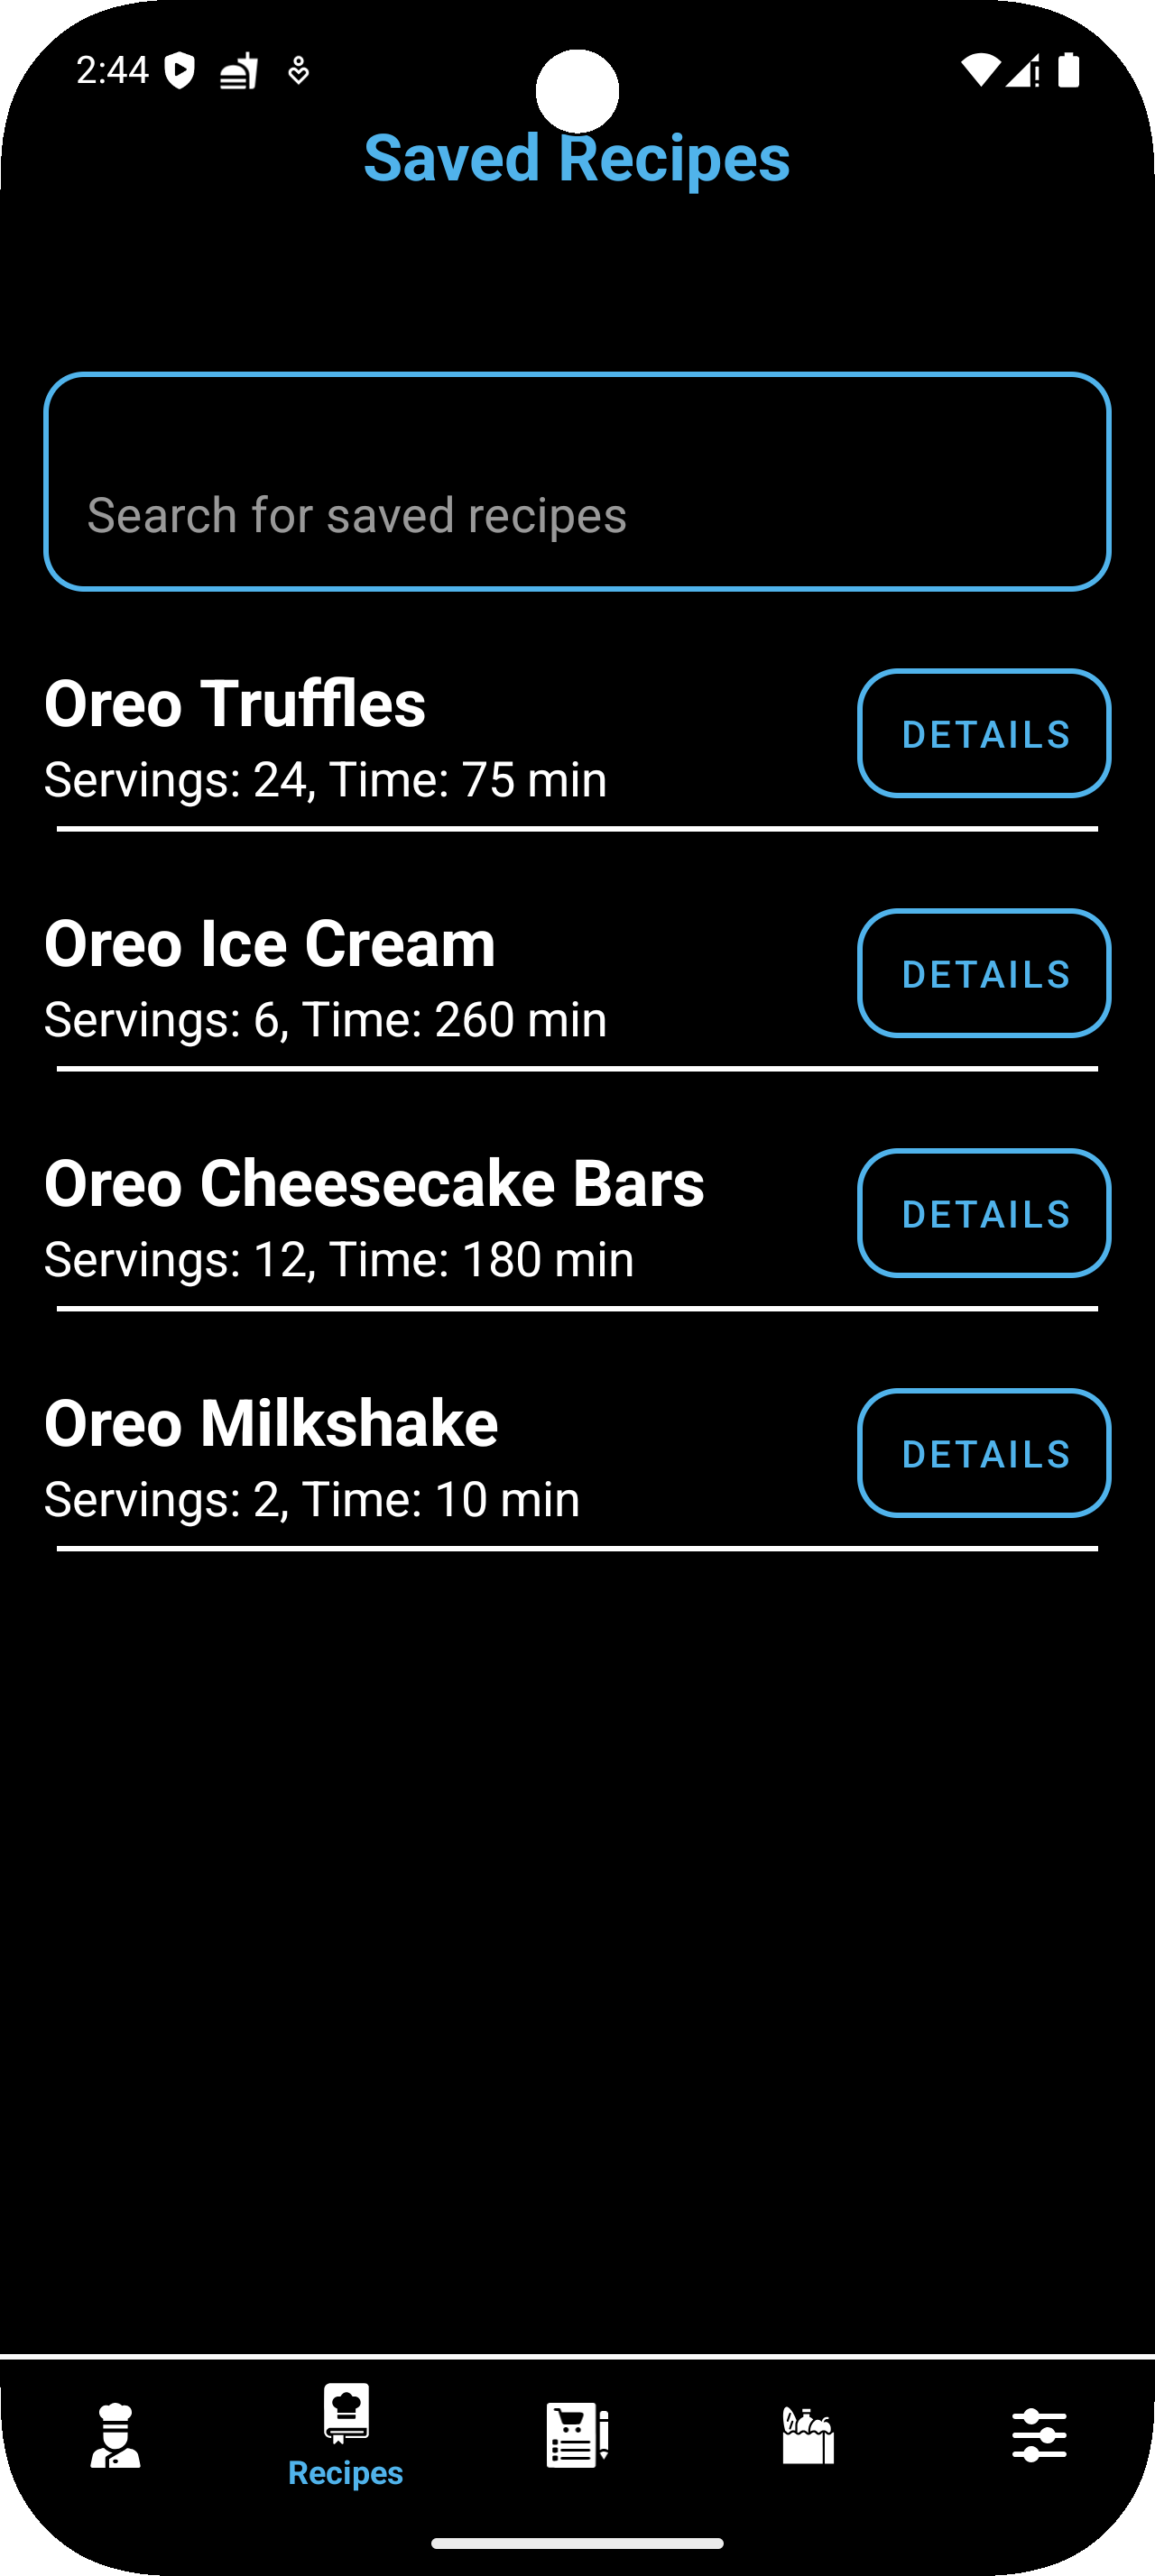 2:44
Saved Recipes
Search for saved recipes
Oreo Truffles
Servings: 24, Time: 75 min
DETAILS
Oreo Ice Cream
Servings: 6, Time: 260 min
DETAILS
Oreo Cheesecake Bars
Servings: 12, Time: 180 min
DETAILS
Oreo Milkshake
Servings: 2, Time: 10 min
DETAILS
Recipes